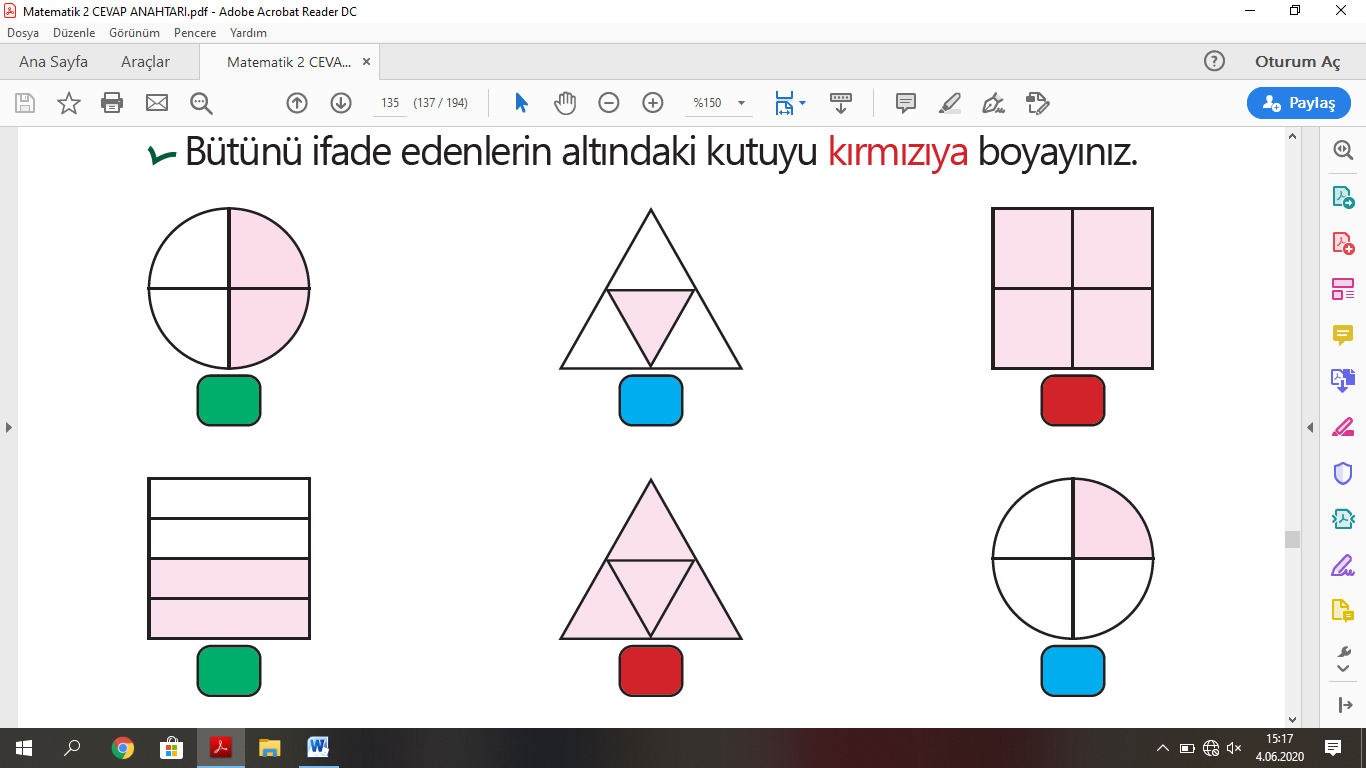 Matematik 2 CEVAP ANAHTARI.pdf - Adobe Acrobat Reader DC
Dosya Düzenle Görünüm Pencere Yardım
Ana Sayfa Araçlar Matematik 2 CEVA... × Oturum Aç
135 (137 / 194) %150 Paylaş
Bütünü ifade edenlerin altındaki kutuyu kırmızıya boyayınız.
15:17
4.06.2020